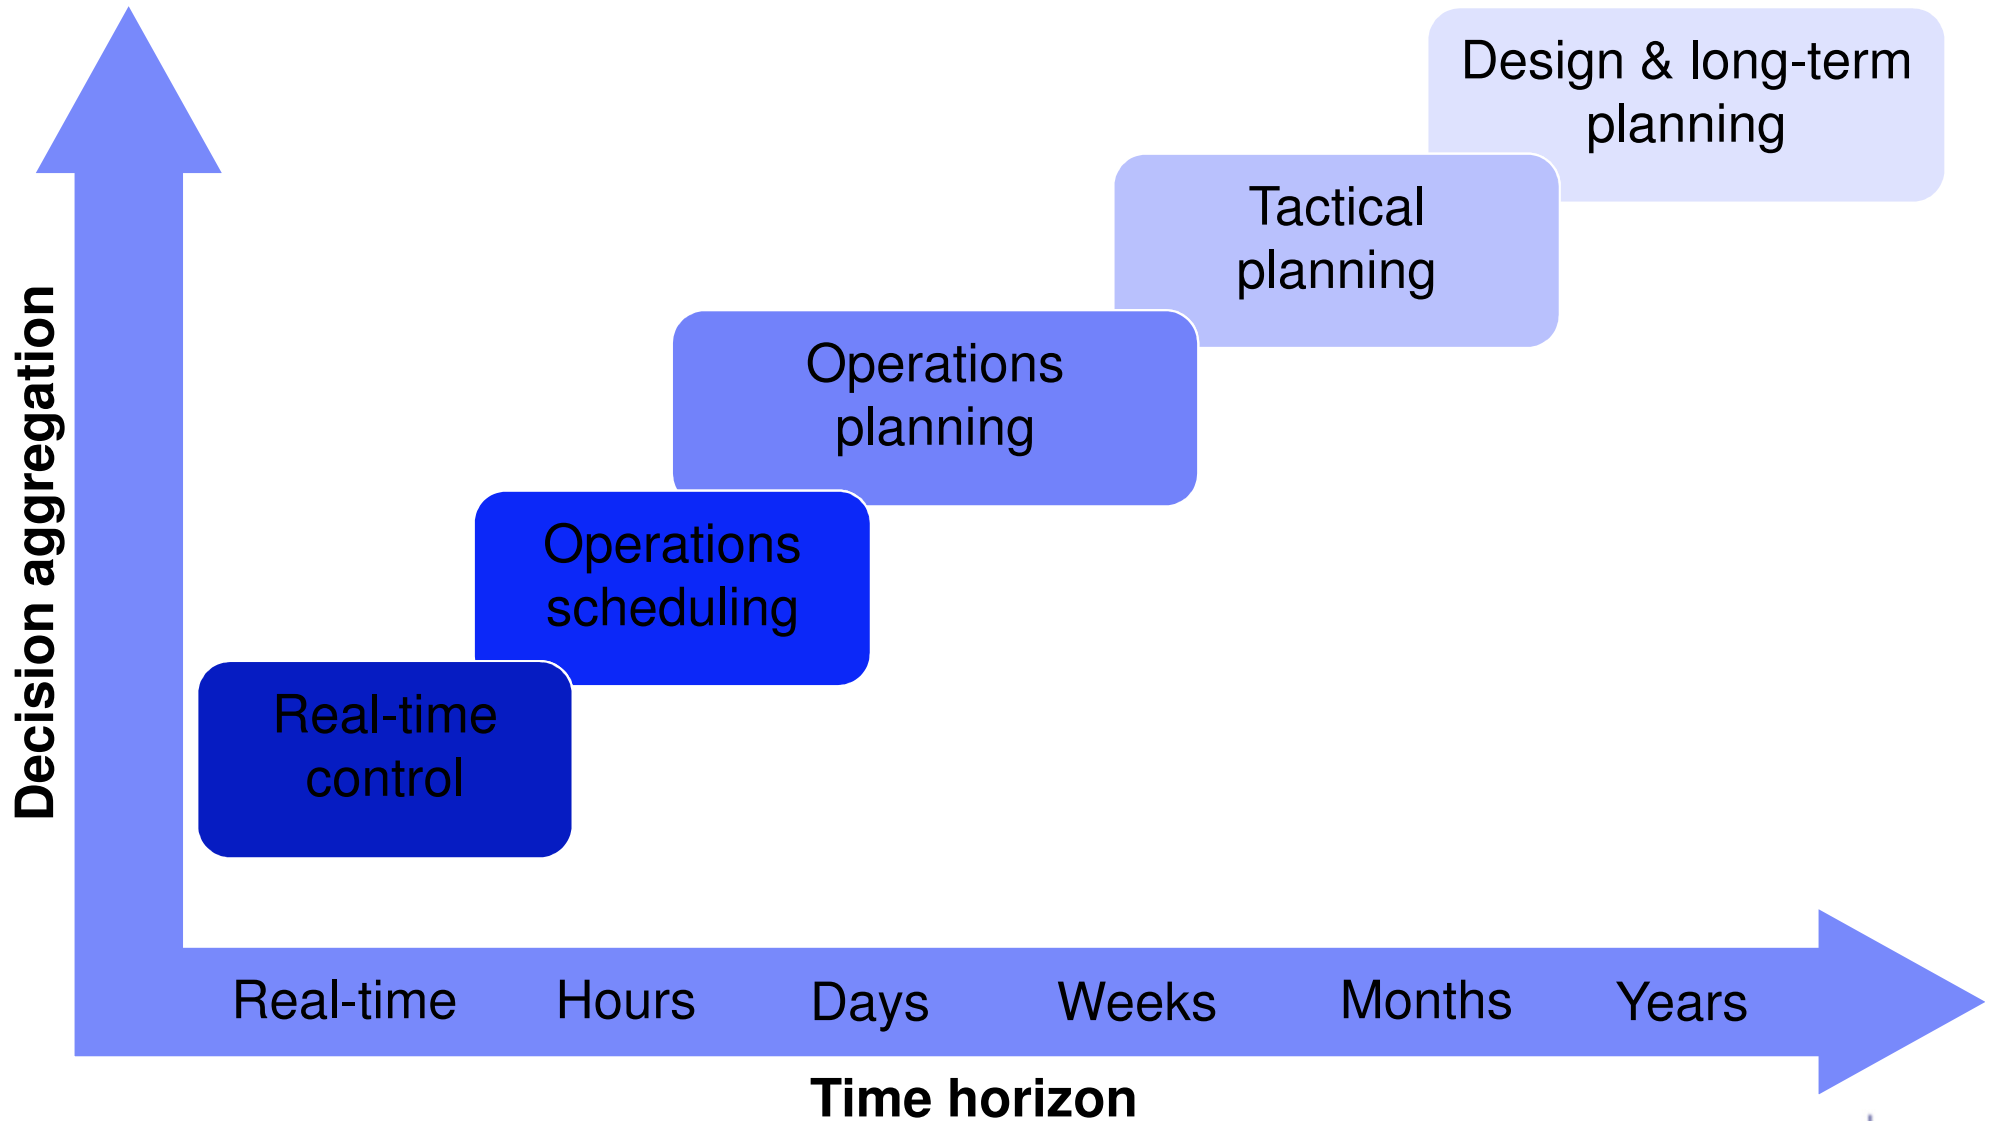 Design & long-term
planning
Tactical
planning
Operations
planning
Operations
scheduling
Real-time
control
Decision aggregation
Real-time
Hours
Days
Weeks
Months
Years
Time horizon